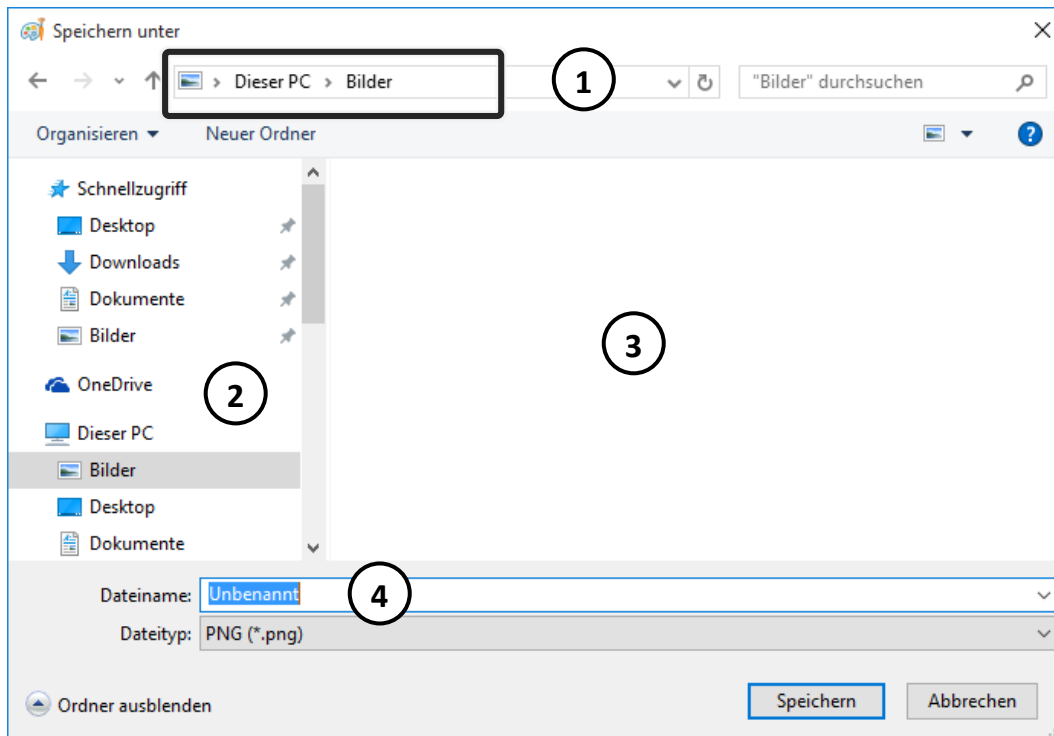 Speichern unter
Dieser PC > Bilder
1
"Bilder" durchsuchen
Organisieren
Neuer Ordner
?
Schnellzugriff
Desktop
Downloads
Dokumente
Bilder
OneDrive
2
3
Dieser PC
Bilder
Desktop
Dokumente
Dateiname: Unbenannt
4
Dateityp: PNG (*.png)
Ordner ausblenden
Speichern
Abbrechen